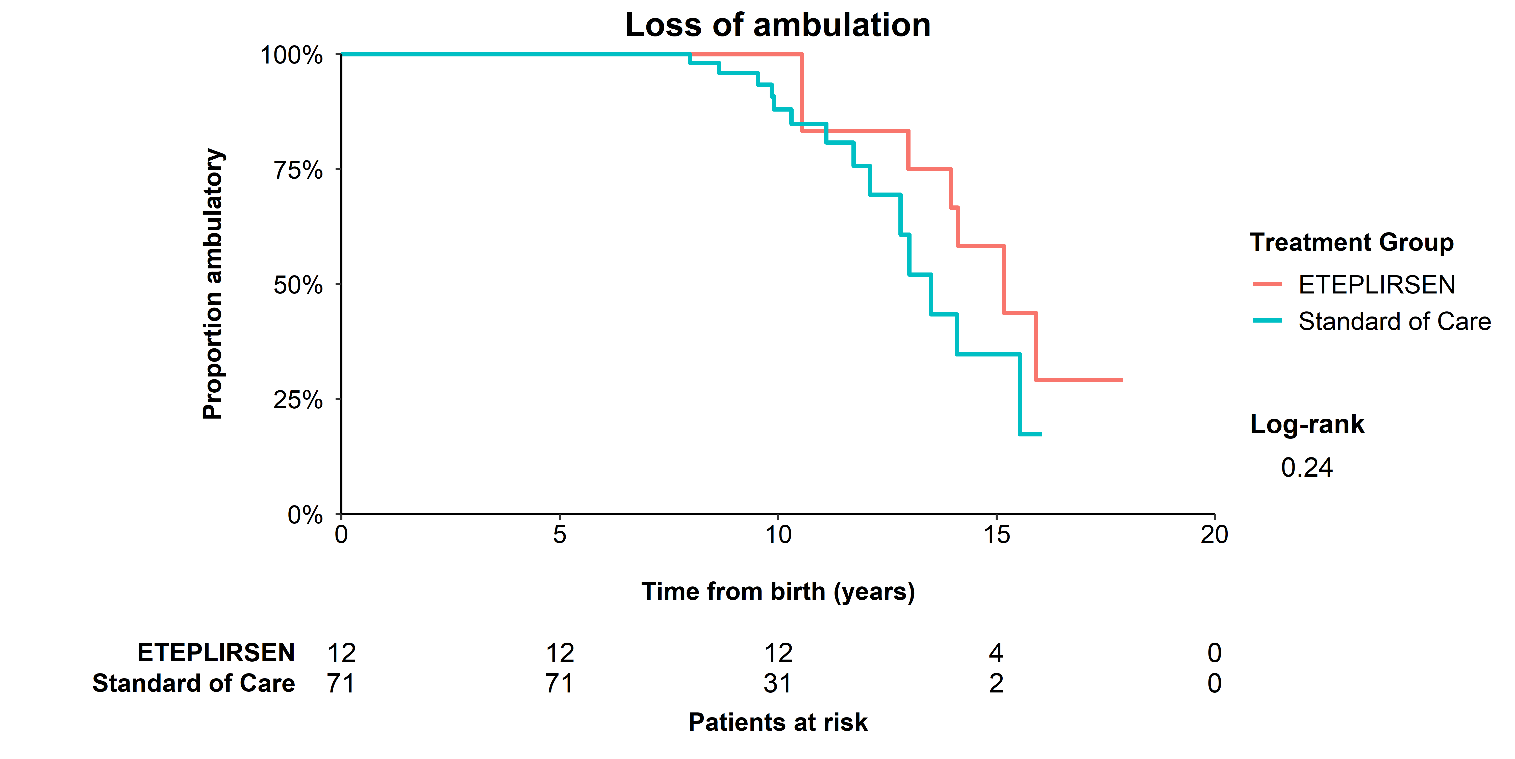 Loss of ambulation
100%
75%
50%
25%
0%
Proportion ambulatory
0 5 10 15 20
Time from birth (years)
Treatment Group
ETEPLIRSEN
Standard of Care
Log-rank
0.24
ETEPLIRSEN 12 12 12 4 0
Standard of Care 71 71 31 2 0
Patients at risk